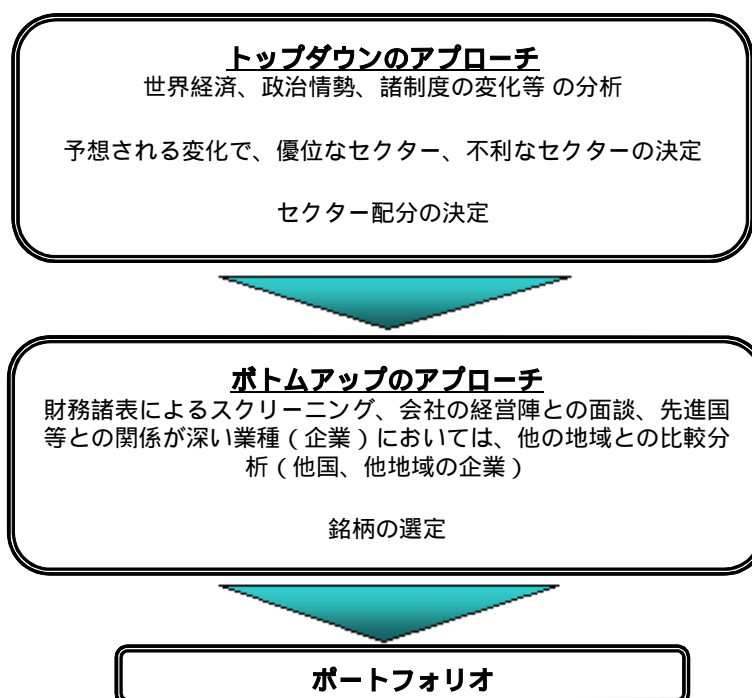 トップダウンのアプローチ
世界経済、政治情勢、諸制度の変化等 の分析
予想される変化で、優位なセクター、不利なセクターの決定
セクター配分の決定
ボトムアップのアプローチ
財務諸表によるスクリーニング、会社の経営陣との面談、先進国
等との関係が深い業種（企業）においては、他の地域との比較分
析（他国、他地域の企業）
銘柄の選定
ポートフォリオ